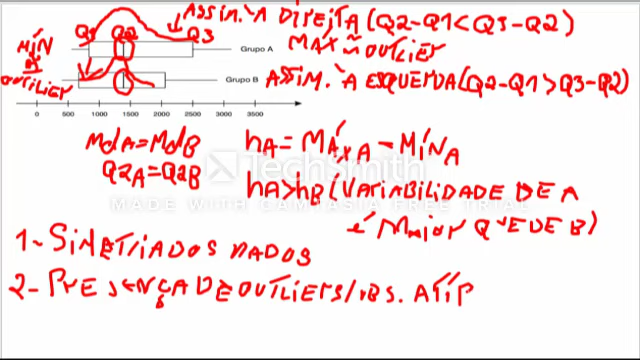 ASSIM. À DIREITA (Q2-Q1<Q3-Q2)
Q1 Q2 Q3
MÍN Grupo A MÁX ñ OUTLIER
OUTLIER Grupo B ASSIM. À ESQUERDA (Q2-Q1>Q3-Q2)
0 500 1000 1500 2000 2500 3000 3500
MdA=MdB hA= MÁXA - MÍNA
Q2A=Q2B
TechSmith
hA>hB (VARIABILIDADE DE A
MADE WITH CAMTASIA FREE TRIAL
é MAIOR QUE DE B)
1- SIMETRIA DOS DADOS
2- PRESENÇA DE OUTLIERS/OBS. ATÍP